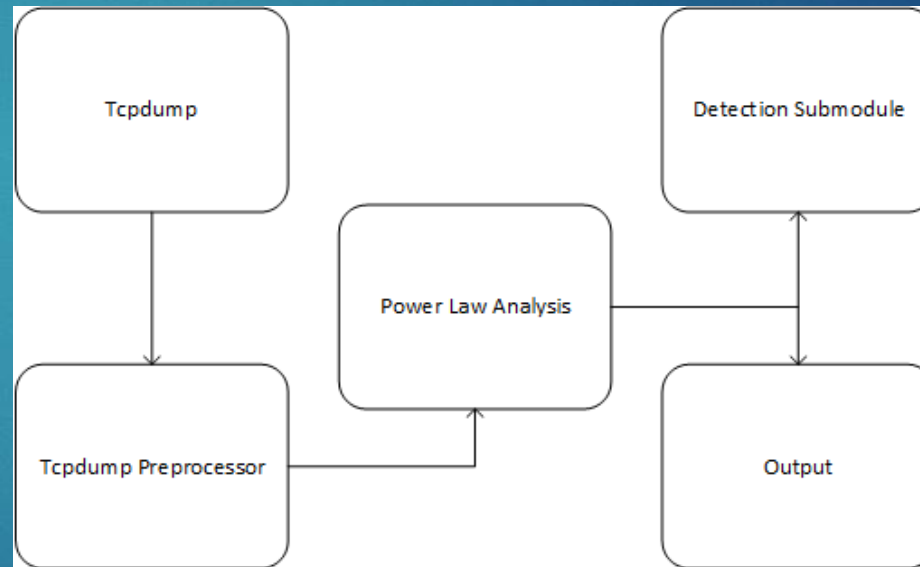 Tcpdump
Detection Submodule
Power Law Analysis
Tcpdump Preprocessor
Output